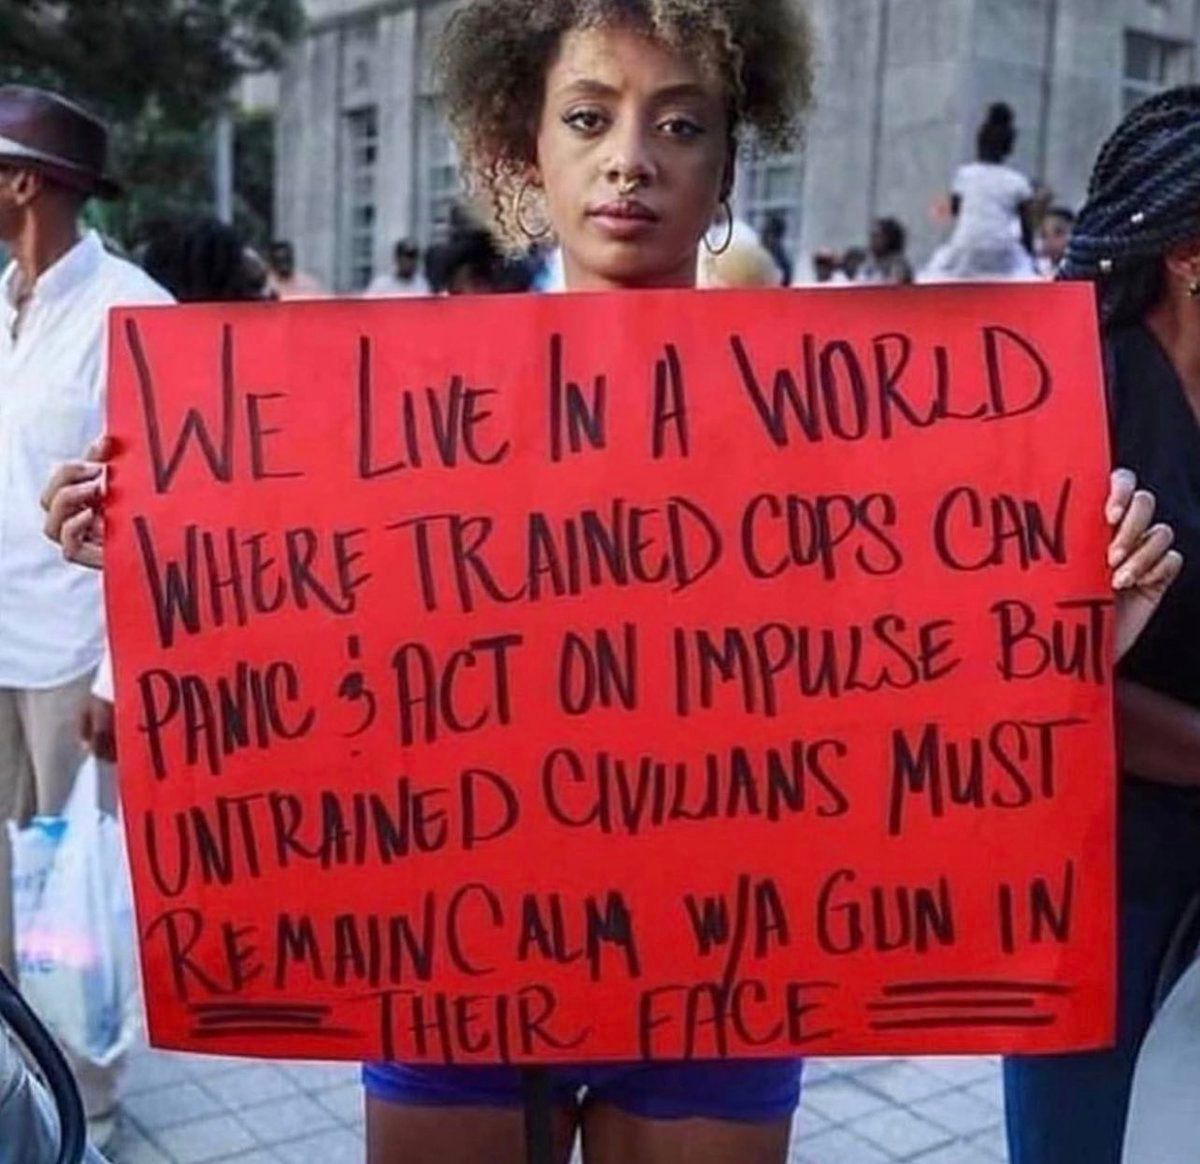 WE LIVE IN A WORLD
WHERE TRAINED COPS CAN
PANIC & ACT ON IMPULSE BUT
UNTRAINED CIVILIANS MUST
REMAIN CALM W/A GUN IN
THEIR FACE